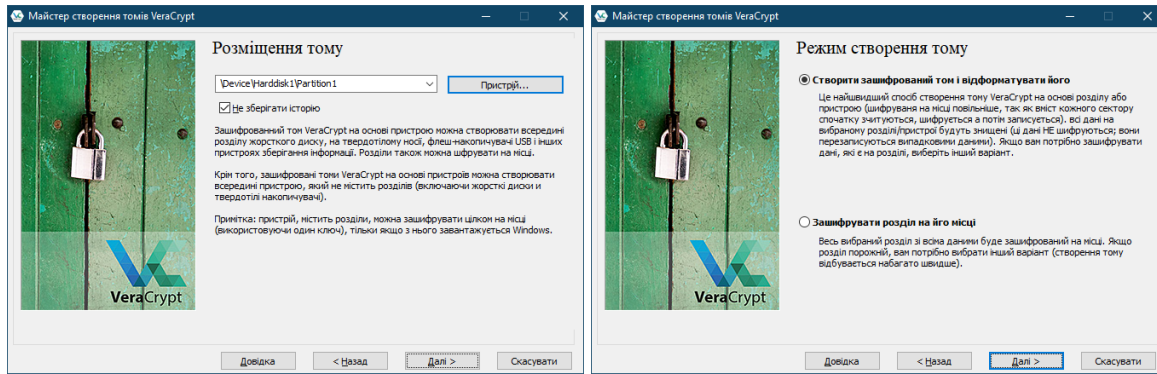 Майстер створення томів VeraCrypt
Розміщення тому
\Device\Harddisk1\Partition1
Пристрій...
Не зберігати історію
Зашифрованний том VeraCrypt на основі пристрою можна створювати всередині
розділу жорсткого диску, на твердотілому носії, флеш-накопичувачі USB і інших
пристроях зберігання інформації. Розділи також можна шфрувати на місці.
Крім того, зашифровані томи VeraCrypt на основі пристроїв можна створювати
всередині пристрою, який не містить розділів (включаючи жорсткі диски и
твердотілі накопичувачі).
Примітка: пристрій, містить розділи, можна зашифрувати цілком на місці
(використовуючи один ключ), тільки якщо з нього завантажується Windows.
VeraCrypt
Довідка
< Назад
Далі >
Скасувати
Майстер створення томів VeraCrypt
Режим створення тому
Створити зашифрований том і відформатувати його
Це найшвидший спосіб створення тому VeraCrypt на основі розділу або
пристрою (шифруваня на місці повільніше, так як вміст кожного сектору
спочатку зчитуються, шифрується а потім записується). всі дані на
вибраному розділі/пристрої будуть знищені (ці дані НЕ шифруються; вони
перезаписуються випадковими даними). Якщо вам потрібно зашифрувати
дані, які є на розділі, виберіть інший варіант.
Зашифрувати розділ на його місці
Весь вибраний розділ зі всіма даними буде зашифрований на місці. Якщо
розділ порожній, вам потрібно вибрати інший варіант (створення тому
відбувається набагато швидше).
VeraCrypt
Довідка
< Назад
Далі >
Скасувати